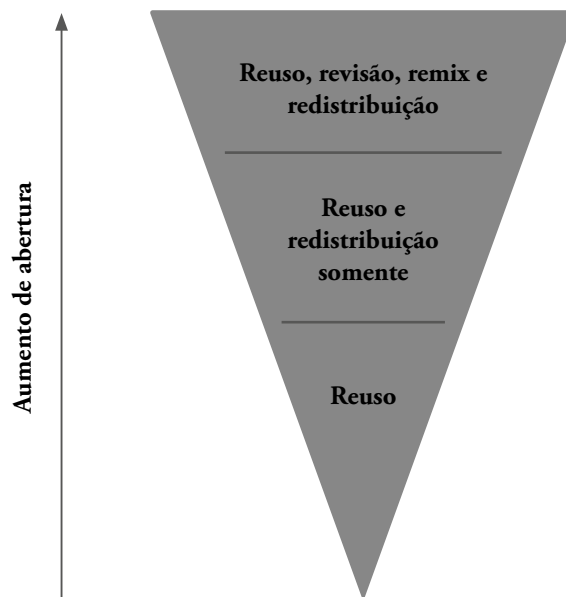 Reuso, revisão, remix e
redistribuição
Reuso e
redistribuição
somente
Reuso
Aumento de abertura